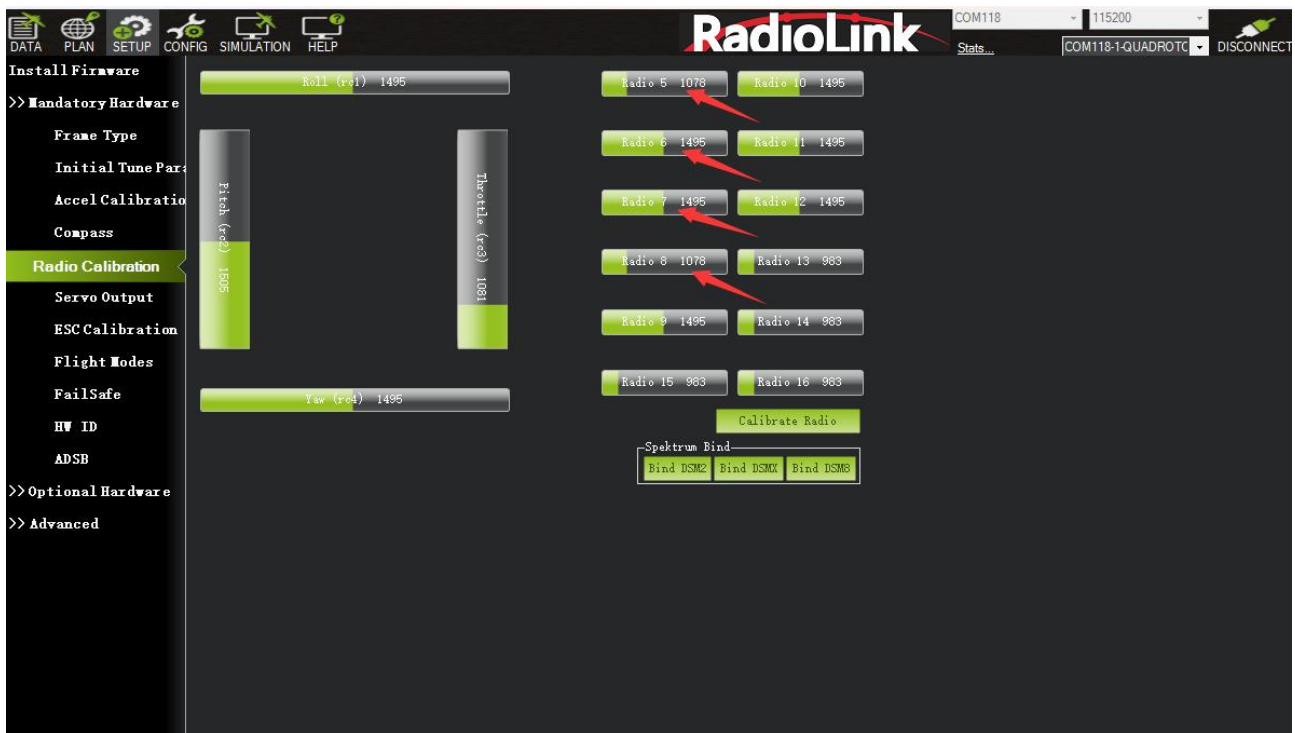 DATA PLAN SETUP CONFIG SIMULATION HELP
RadioLink
COM118 115200
Stats... COM118-1-QUADROTC DISCONNECT
Install Firmware
>> Mandatory Hardware
Frame Type
Initial Tune Para
Accel Calibratio
Compass
Radio Calibration
Servo Output
ESC Calibration
Flight Modes
FailSafe
HW ID
ADSB
>> Optional Hardware
>> Advanced
Roll (rc1) 1495
Pitch (rc2) 1505
Throttle (rc3) 1081
Yaw (rc4) 1495
Radio 5 1078 Radio 10 1495
Radio 6 1495 Radio 11 1495
Radio 7 1495 Radio 12 1495
Radio 8 1078 Radio 13 983
Radio 9 1495 Radio 14 983
Radio 15 983 Radio 16 983
Calibrate Radio
Spektrum Bind
Bind DSM2 Bind DSMX Bind DSM8